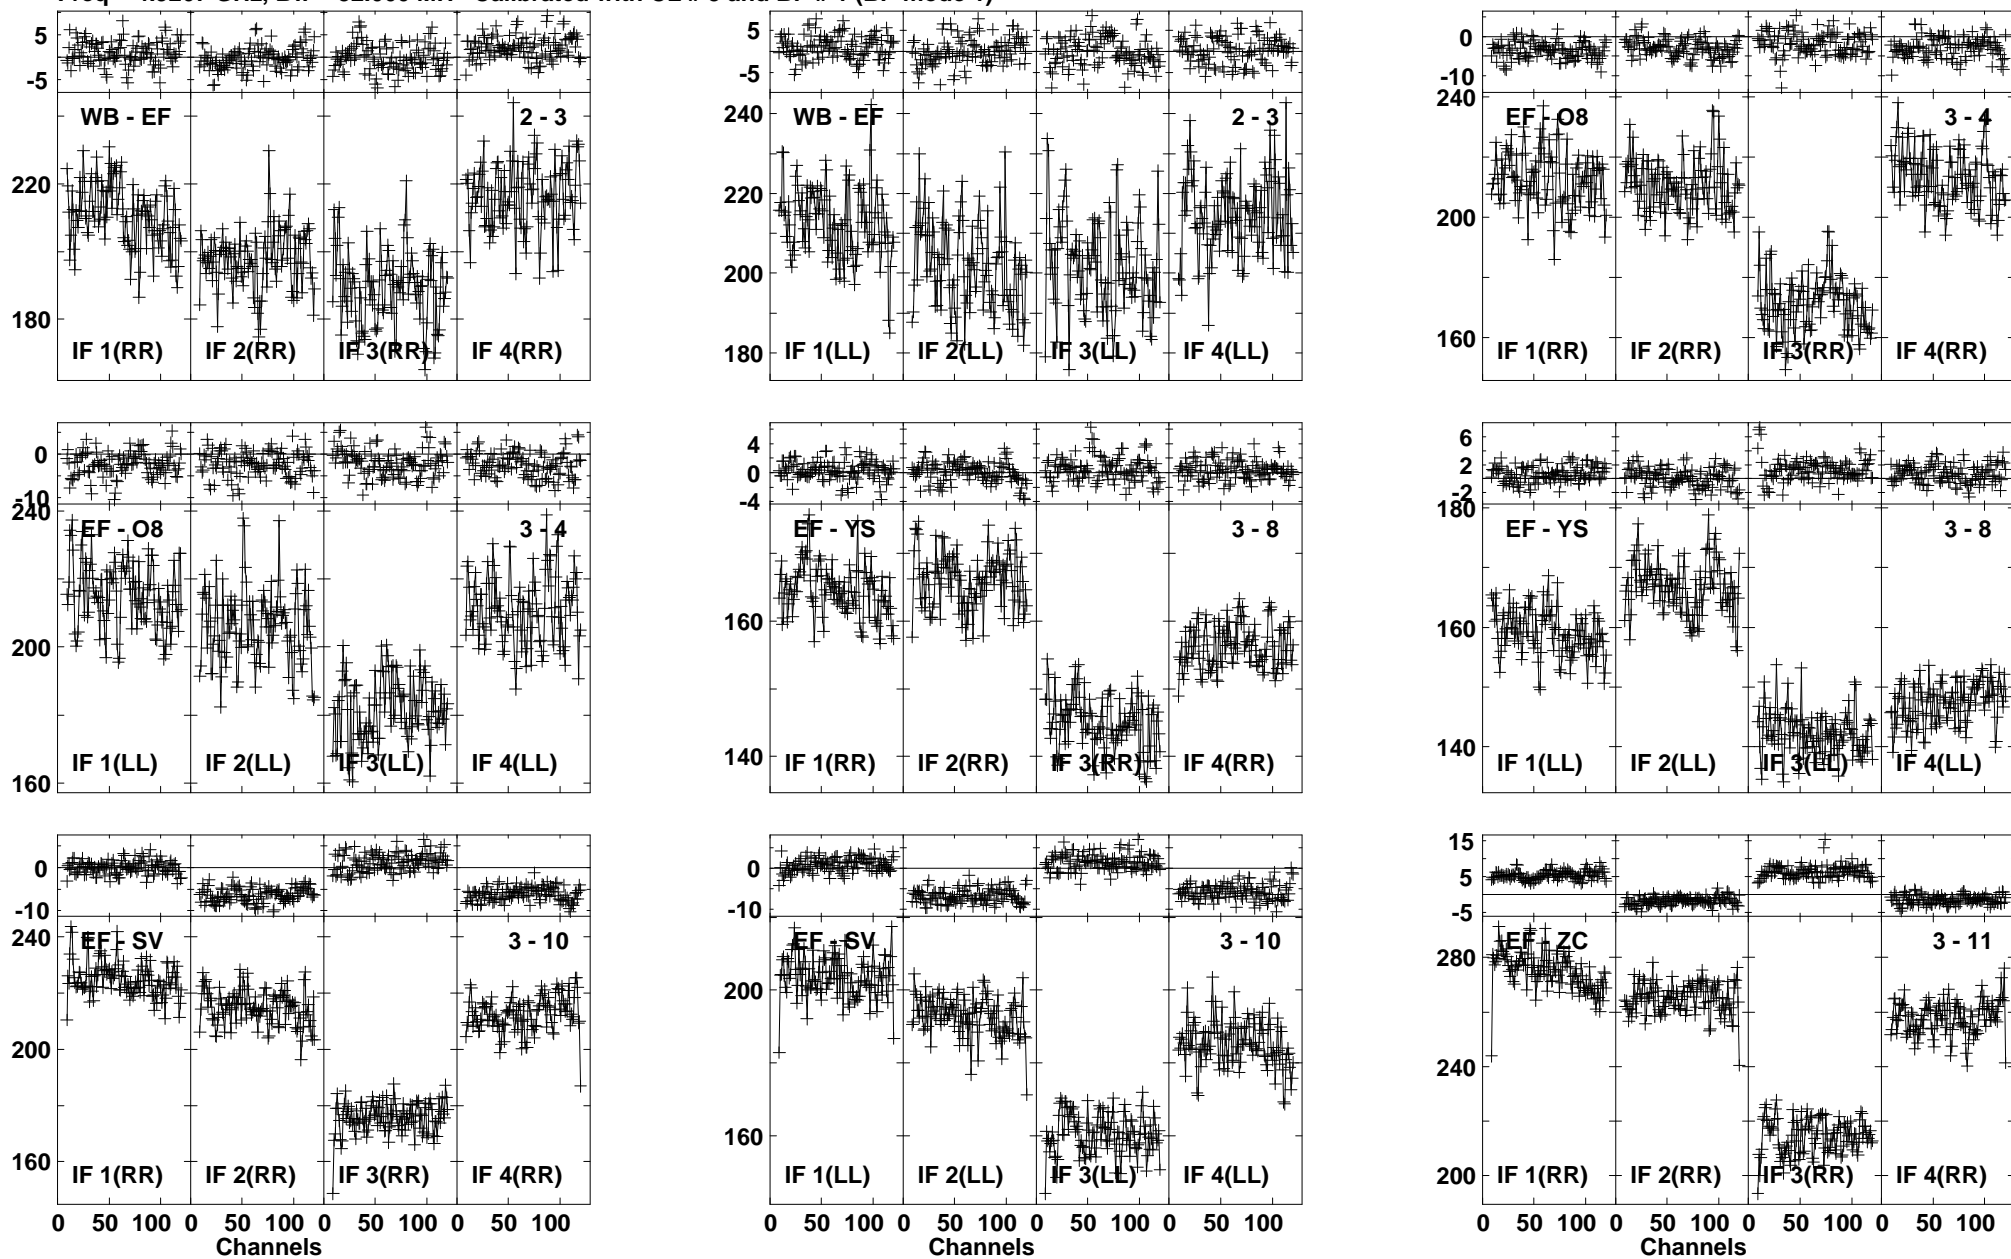 5
-5
WB - EF
2 - 3
220
180
IF 1(RR) IF 2(RR) IF 3(RR) IF 4(RR)
5
-5
240
WB - EF
2 - 3
220
200
180
IF 1(LL) IF 2(LL) IF 3(LL) IF 4(LL)
0
-10
240
EF - O8
3 - 4
200
160
IF 1(RR) IF 2(RR) IF 3(RR) IF 4(RR)
0
-10
240
EF - O8
3 - 4
200
160
IF 1(LL) IF 2(LL) IF 3(LL) IF 4(LL)
4
0
-4
EF - YS
3 - 8
160
140
IF 1(RR) IF 2(RR) IF 3(RR) IF 4(RR)
6
2
-2
180
EF - YS
3 - 8
160
140
IF 1(LL) IF 2(LL) IF 3(LL) IF 4(LL)
0
-10
240
EF - SV
3 - 10
200
160
IF 1(RR) IF 2(RR) IF 3(RR) IF 4(RR)
0 50 100 0 50 100 0 50 100 0 50 100
Channels
0
-10
EF - SV
3 - 10
200
160
IF 1(LL) IF 2(LL) IF 3(LL) IF 4(LL)
0 50 100 0 50 100 0 50 100 0 50 100
Channels
15
5
-5
EF - ZC
3 - 11
280
240
200
IF 1(RR) IF 2(RR) IF 3(RR) IF 4(RR)
0 50 100 0 50 100 0 50 100 0 50 100
Channels